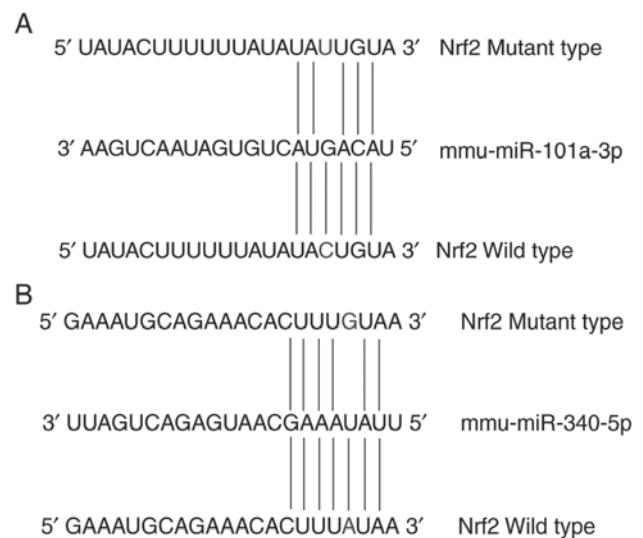 A
5′ UAUACUUUUUUAUAUAUUGUA 3′ Nrf2 Mutant type
3′ AAGUCAAUAGUGUCAUGACAU 5′ mmu-miR-101a-3p
5′ UAUACUUUUUUAUAUACUGUA 3′ Nrf2 Wild type
B
5′ GAAAUGCAGAAACACUUUGUAA 3′ Nrf2 Mutant type
3′ UUAGUCAGAGUAACGAAAUAUU 5′ mmu-miR-340-5p
5′ GAAAUGCAGAAACACUUUAUAA 3′ Nrf2 Wild type